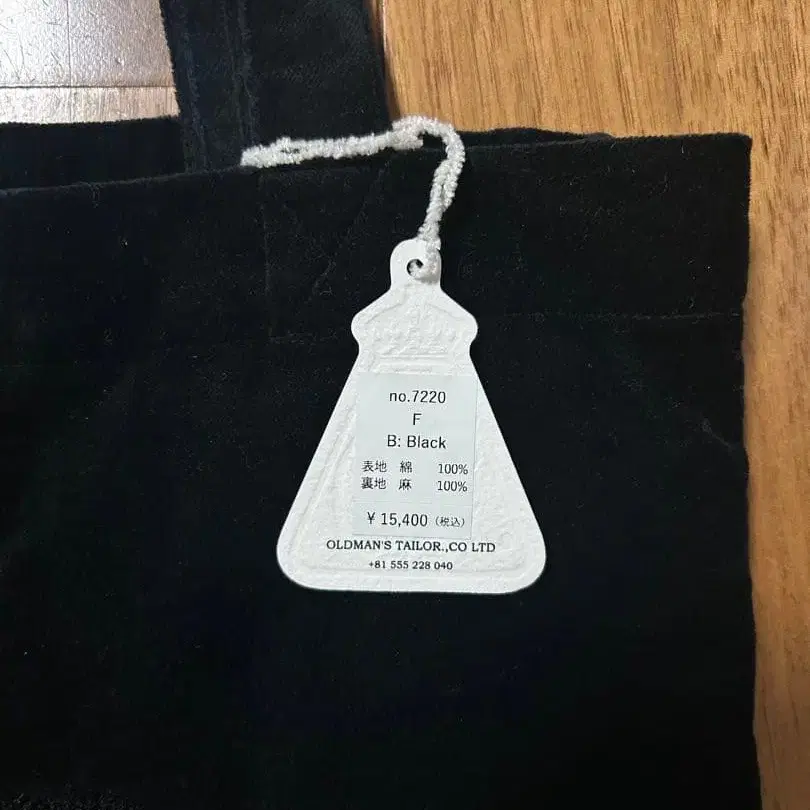 no.7220
F
B: Black
表地 綿 100%
裏地 麻 100%
¥ 15,400 (税込)
OLDMAN'S TAILOR.,CO LTD
+81 555 228 040